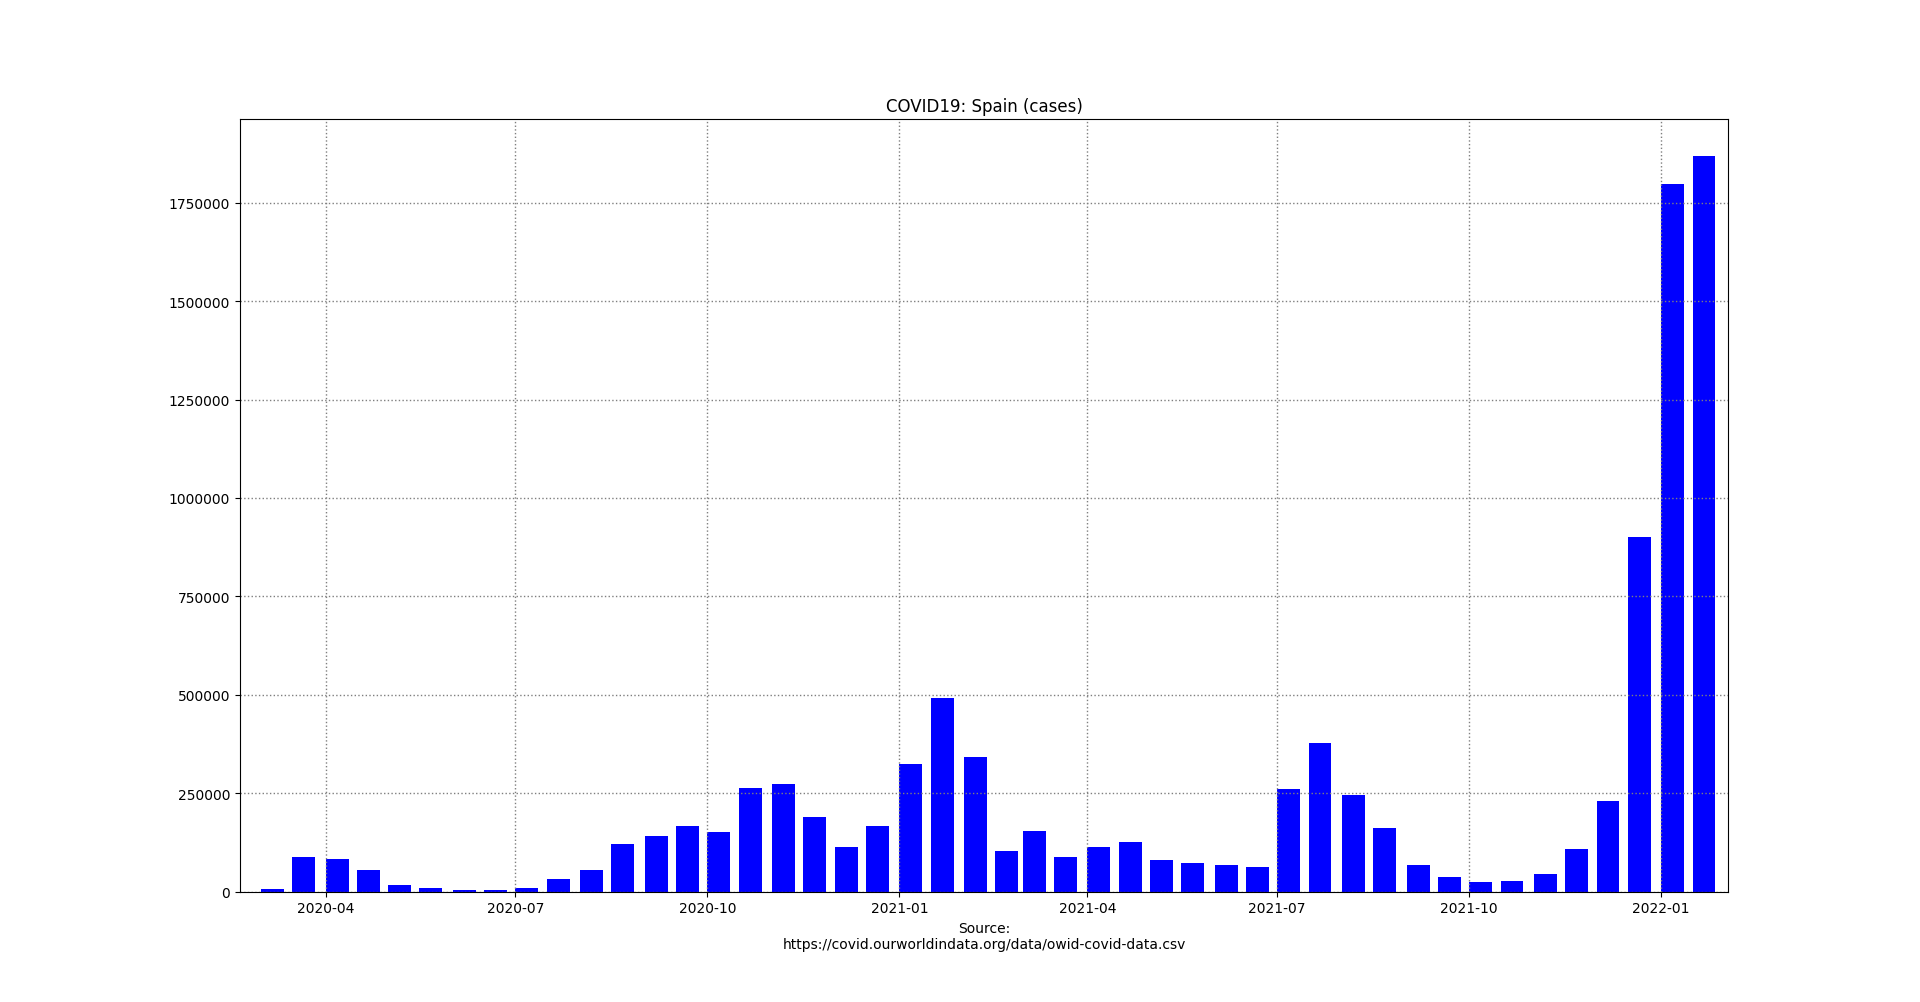 COVID19: Spain (cases)
1750000
1500000
1250000
1000000
750000
500000
250000
0
2020-04 2020-07 2020-10 2021-01 2021-04 2021-07 2021-10 2022-01
Source:
https://covid.ourworldindata.org/data/owid-covid-data.csv